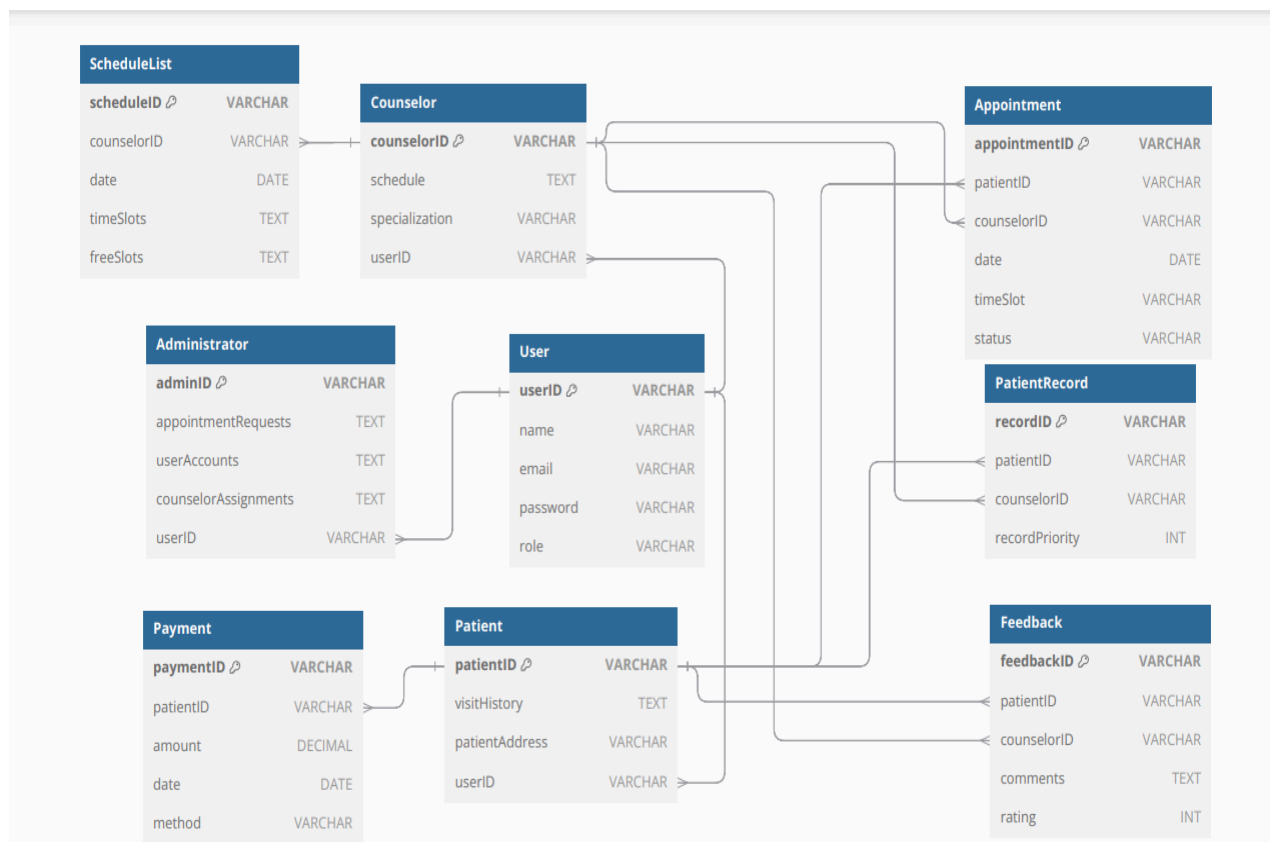 ScheduleList
scheduleID VARCHAR
counselorID VARCHAR
date DATE
timeSlots TEXT
freeSlots TEXT
Counselor
counselorID VARCHAR
schedule TEXT
specialization VARCHAR
userID VARCHAR
Appointment
appointmentID VARCHAR
patientID VARCHAR
counselorID VARCHAR
date DATE
timeSlot VARCHAR
status VARCHAR
Administrator
adminID VARCHAR
appointmentRequests TEXT
userAccounts TEXT
counselorAssignments TEXT
userID VARCHAR
User
userID VARCHAR
name VARCHAR
email VARCHAR
password VARCHAR
role VARCHAR
PatientRecord
recordID VARCHAR
patientID VARCHAR
counselorID VARCHAR
recordPriority INT
Payment
paymentID VARCHAR
patientID VARCHAR
amount DECIMAL
date DATE
method VARCHAR
Patient
patientID VARCHAR
visitHistory TEXT
patientAddress VARCHAR
userID VARCHAR
Feedback
feedbackID VARCHAR
patientID VARCHAR
counselorID VARCHAR
comments TEXT
rating INT